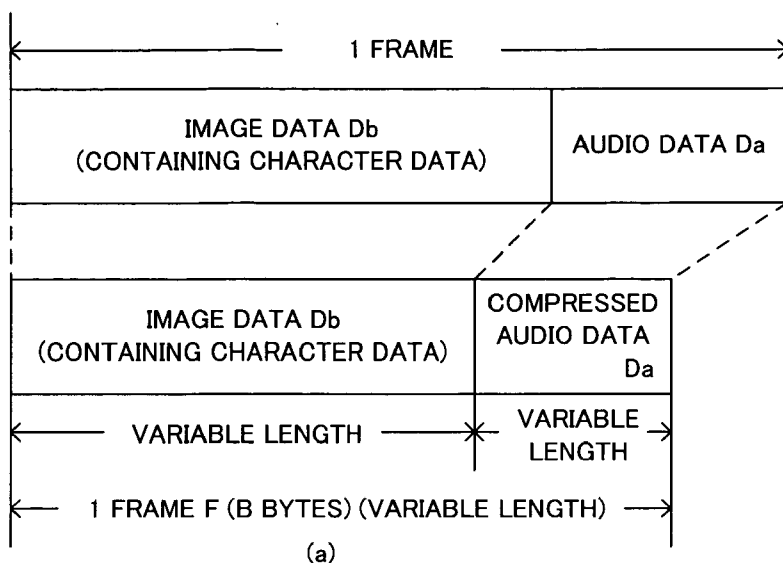 1 FRAME
IMAGE DATA Db
(CONTAINING CHARACTER DATA)
AUDIO DATA Da
IMAGE DATA Db
(CONTAINING CHARACTER DATA)
COMPRESSED
AUDIO DATA
Da
VARIABLE LENGTH
VARIABLE
LENGTH
1 FRAME F (B BYTES) (VARIABLE LENGTH)
(a)